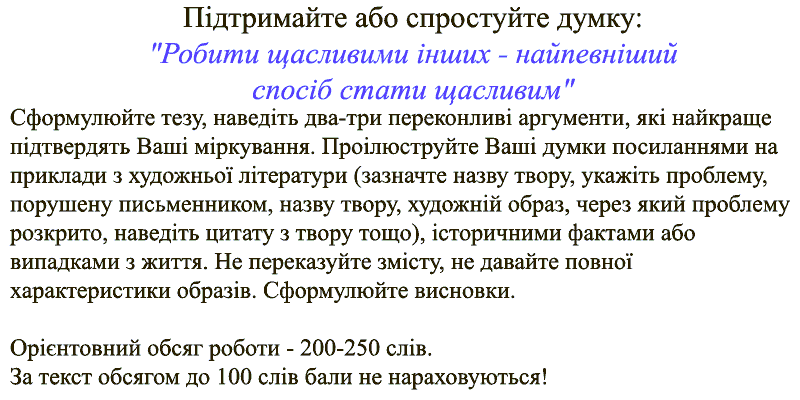 Підтримайте або спростуйте думку:
"Робити щасливими інших - найпевніший
спосіб стати щасливим"
Сформулюйте тезу, наведіть два-три переконливі аргументи, які найкраще
підтвердять Ваші міркування. Проілюструйте Ваші думки посиланнями на
приклади з художньої літератури (зазначте назву твору, укажіть проблему,
порушену письменником, назву твору, художній образ, через який проблему
розкрито, наведіть цитату з твору тощо), історичними фактами або
випадками з життя. Не переказуйте змісту, не давайте повної
характеристики образів. Сформулюйте висновки.
Орієнтовний обсяг роботи - 200-250 слів.
За текст обсягом до 100 слів бали не нараховуються!